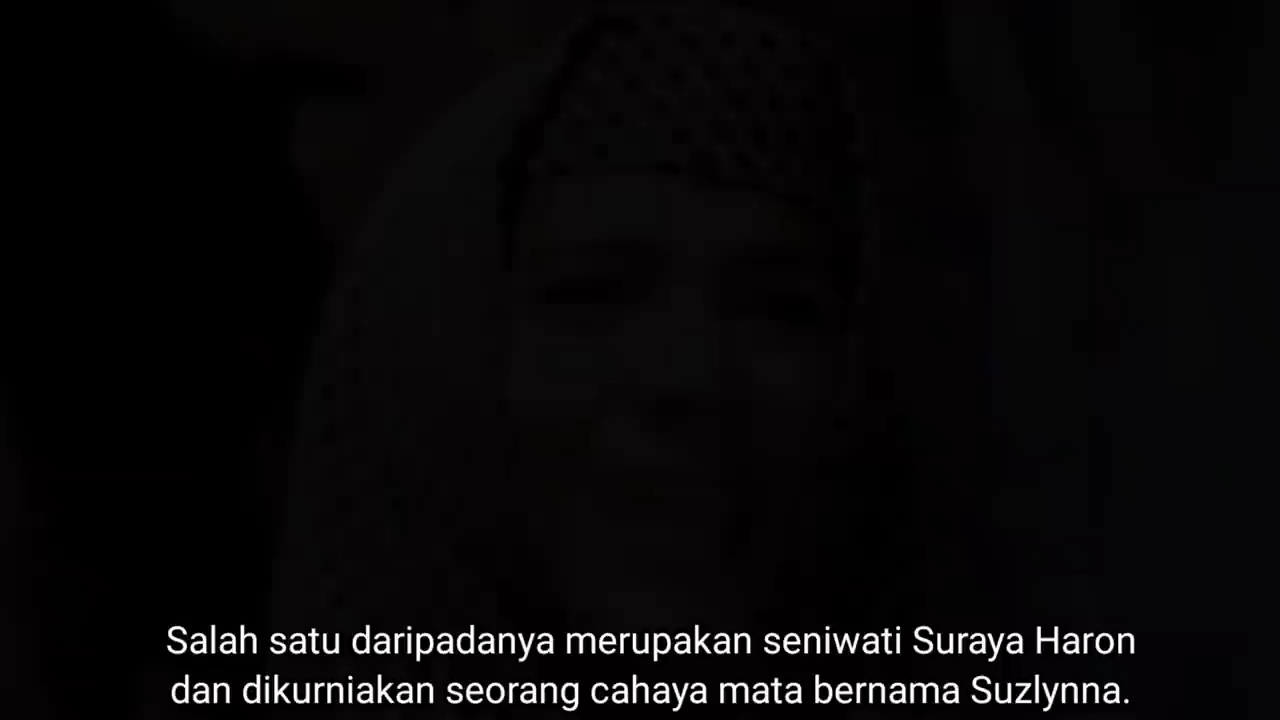 Salah satu daripadanya merupakan seniwati Suraya Haron
dan dikurniakan seorang cahaya mata bernama Suzlynna.